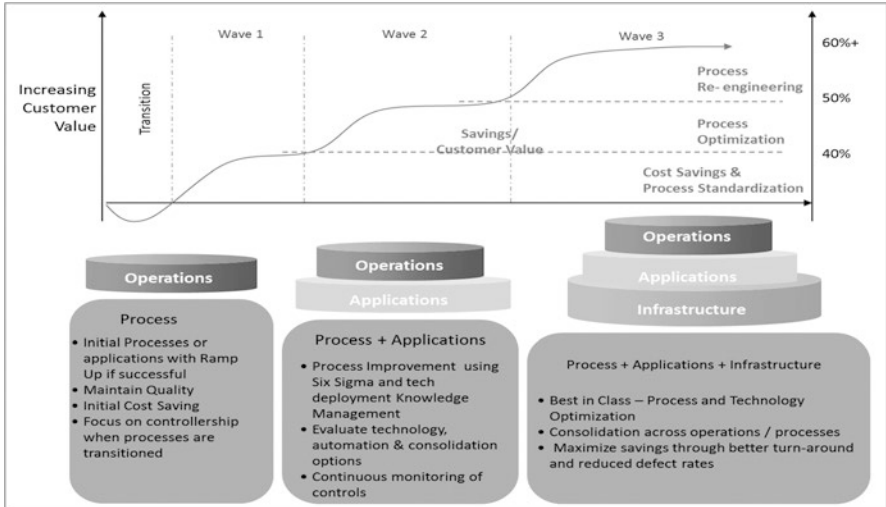 Wave 1
Wave 2
Wave 3
60%+
Increasing
Customer
Value
Transition
Process
Re- engineering
50%
Savings/
Customer Value
Process
Optimization
40%
Cost Savings &
Process Standardization
Operations
Process
• Initial Processes or
applications with Ramp
Up if successful
• Maintain Quality
• Initial Cost Saving
• Focus on controllership
when processes are
transitioned
Operations
Applications
Process + Applications
• Process Improvement using
Six Sigma and tech
deployment Knowledge
Management
• Evaluate technology,
automation & consolidation
options
• Continuous monitoring of
controls
Operations
Applications
Infrastructure
Process + Applications + Infrastructure
• Best in Class – Process and Technology
Optimization
• Consolidation across operations / processes
• Maximize savings through better turn-around
and reduced defect rates